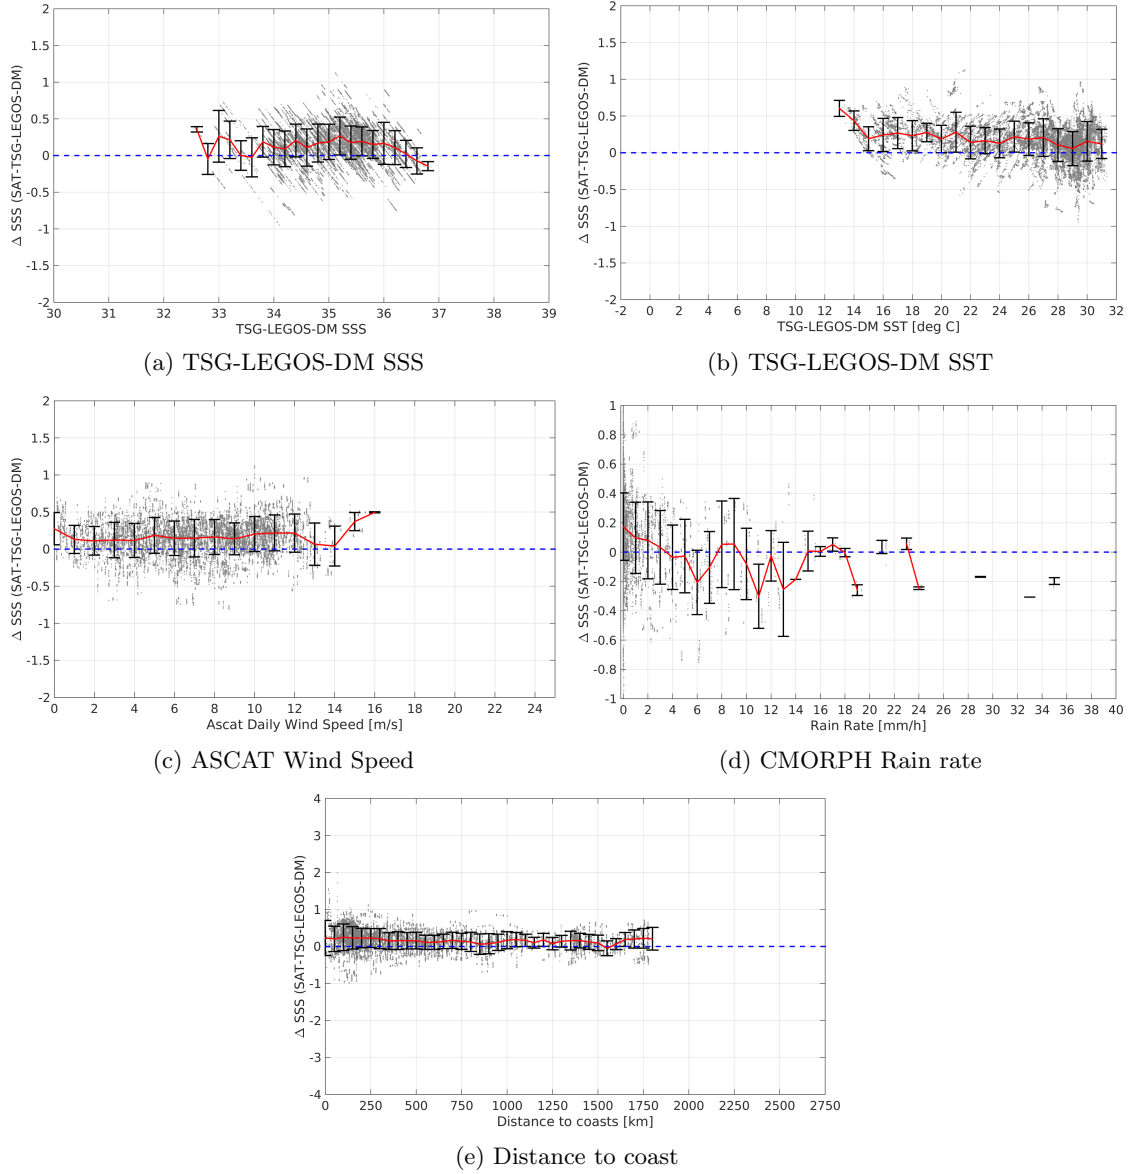 2
1.5
1
0.5
0
-0.5
-1
-1.5
-2
Δ SSS (SAT-TSG-LEGOS-DM)
30 31 32 33 34 35 36 37 38 39
TSG-LEGOS-DM SSS
(a) TSG-LEGOS-DM SSS
2
1.5
1
0.5
0
-0.5
-1
-1.5
-2
Δ SSS (SAT-TSG-LEGOS-DM)
-2 0 2 4 6 8 10 12 14 16 18 20 22 24 26 28 30 32
TSG-LEGOS-DM SST [deg C]
(b) TSG-LEGOS-DM SST
2
1.5
1
0.5
0
-0.5
-1
-1.5
-2
Δ SSS (SAT-TSG-LEGOS-DM)
0 2 4 6 8 10 12 14 16 18 20 22 24
Ascat Daily Wind Speed [m/s]
(c) ASCAT Wind Speed
1
0.8
0.6
0.4
0.2
0
-0.2
-0.4
-0.6
-0.8
-1
Δ SSS (SAT-TSG-LEGOS-DM)
0 2 4 6 8 10 12 14 16 18 20 22 24 26 28 30 32 34 36 38 40
Rain Rate [mm/h]
(d) CMORPH Rain rate
4
3
2
1
0
-1
-2
-3
-4
Δ SSS (SAT-TSG-LEGOS-DM)
0 250 500 750 1000 1250 1500 1750 2000 2250 2500 2750
Distance to coasts [km]
(e) Distance to coast